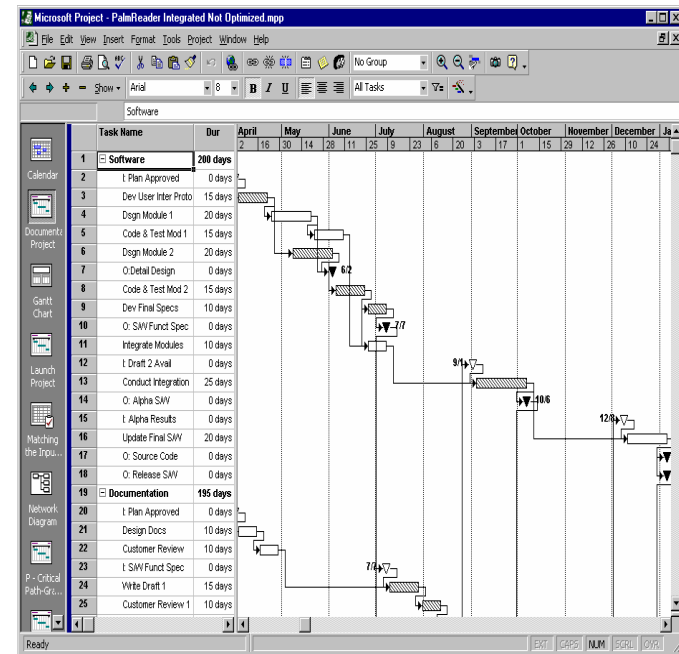 Microsoft Project - PalmReader Integrated Not Optimized.mpp
File Edit View Insert Format Tools Project Window Help
No Group
Show Arial 8 B I U All Tasks
Software
Task Name Dur April May June July August September October November December Ja
2 16 30 14 28 11 25 9 23 6 20 3 17 1 15 29 12 26 10 24
1 Software 200 days
2 I: Plan Approved 0 days
3 Dev User Inter Proto 15 days
4 Dsgn Module 1 20 days
5 Code & Test Mod 1 15 days
6 Dsgn Module 2 20 days
7 O:Detail Design 0 days 6/2
8 Code & Test Mod 2 15 days
9 Dev Final Specs 10 days
10 O: S/W Funct Spec 0 days 7/7
11 Integrate Modules 10 days
12 I: Draft 2 Avail 0 days 9/1
13 Conduct Integration 25 days
14 O: Alpha S/W 0 days 10/6
15 I: Alpha Results 0 days 12/8
16 Update Final S/W 20 days
17 O: Source Code 0 days
18 O: Release S/W 0 days
19 Documentation 195 days
20 I: Plan Approved 0 days
21 Design Docs 10 days
22 Customer Review 10 days
23 I: S/W Funct Spec 0 days 7/7
24 Write Draft 1 15 days
25 Customer Review 1 10 days
Calendar
Documenta
Project
Gantt
Chart
Launch
Project
Matching
the Inpu...
Network
Diagram
P - Critical
Path-Gra...
Ready EXT CAPS NUM SCRL OVR